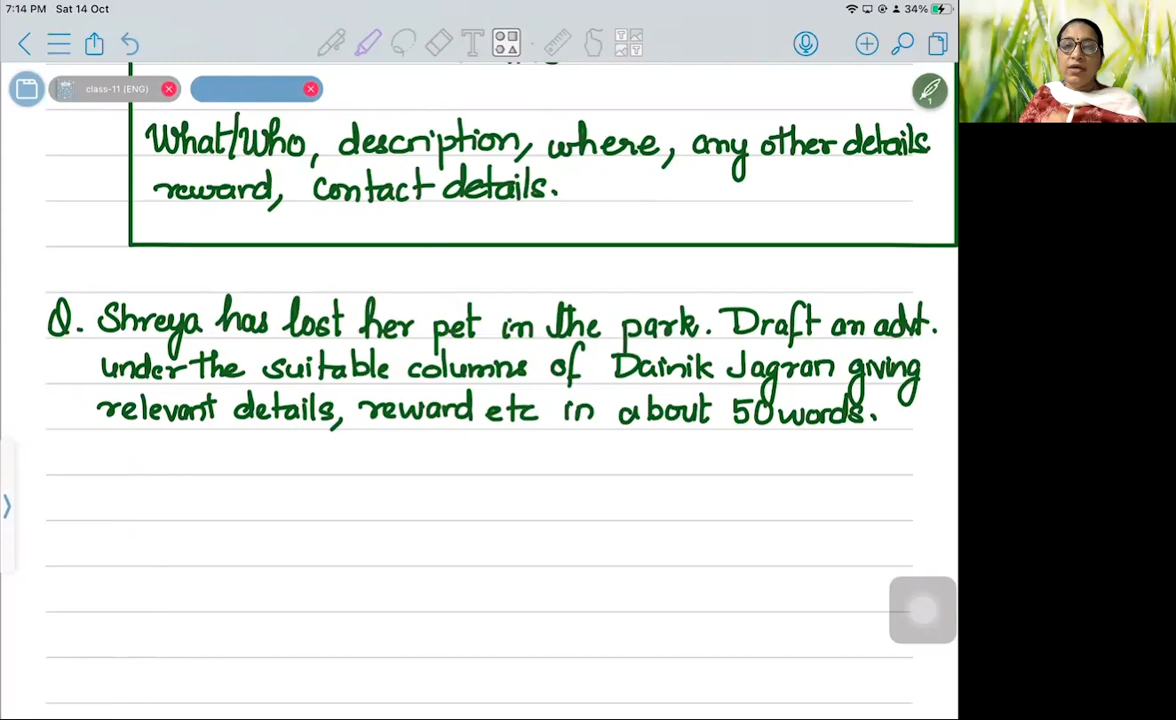 7:14 PM Sat 14 Oct
34%
class-11 (ENG)
1
What/Who, description, where, any other details
reward, contact details.
Q. Shreya has lost her pet in the park. Draft an advt.
under the suitable columns of Dainik Jagran giving
relevant details, reward etc in about 50 words.